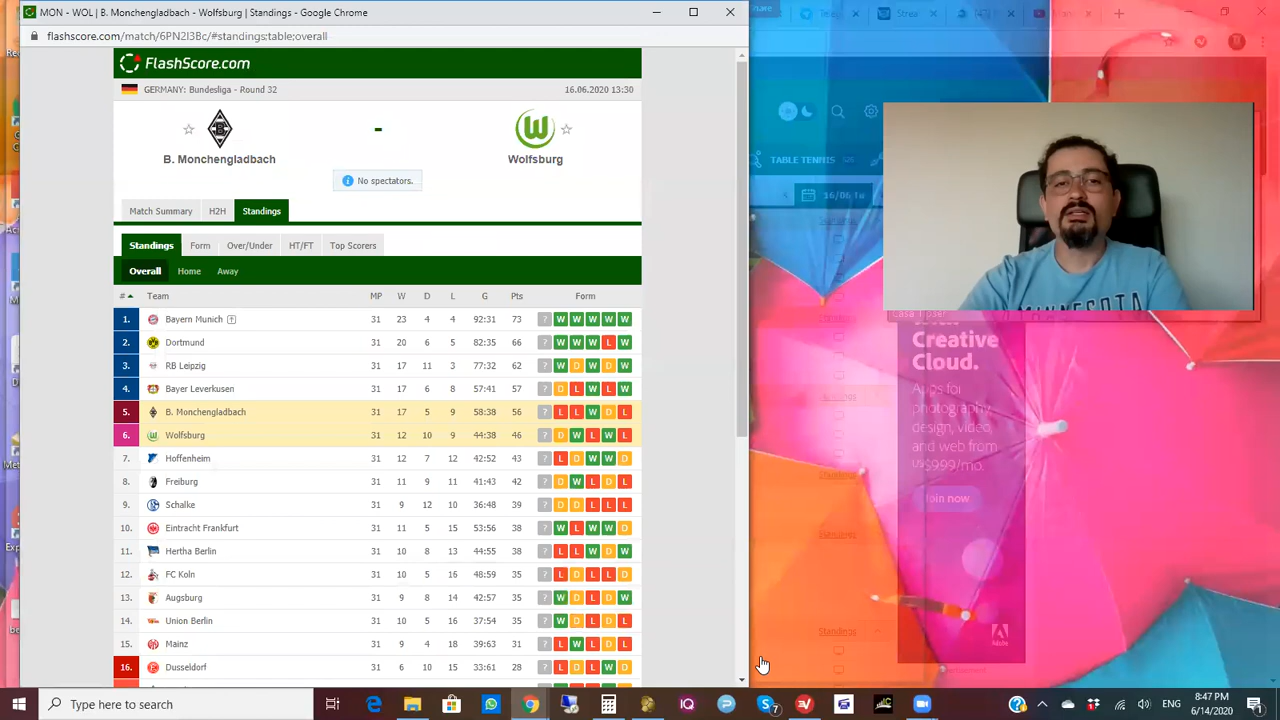 MON - WOL | B. Monchengladbach - Wolfsburg | Standings - Google Chrome
flashscore.com/match/6PN2I3Bc/#standings;table;overall
FlashScore.com
GERMANY: Bundesliga - Round 32
16.06.2020 13:30
-
B. Monchengladbach
Wolfsburg
No spectators.
Match Summary H2H Standings
Standings Form Over/Under HT/FT Top Scorers
Overall Home Away
# Team MP W D L G Pts Form
1. Bayern Munich 31 23 4 4 92:31 73 ? W W W W W
2. Dortmund 31 20 6 5 82:35 66 ? W W W L W
3. RB Leipzig 31 17 11 3 77:32 62 ? W D W D W
4. Bayer Leverkusen 31 17 6 8 57:41 57 ? D L W L W
5. B. Monchengladbach 31 17 5 9 58:38 56 ? L L W D L
6. Wolfsburg 31 12 10 9 44:38 46 ? D W L W L
7. Hoffenheim 31 12 7 12 42:52 43 ? L D W W D
8. Freiburg 31 11 9 11 41:43 42 ? D W L D L
9. Schalke 31 9 12 10 36:48 39 ? D D L L L
10. Eintracht Frankfurt 31 11 5 15 53:56 38 ? W L W W D
11. Hertha Berlin 31 10 8 13 44:55 38 ? L L W D W
12. FC Koln 31 10 5 16 48:59 35 ? L D L L D
13. Augsburg 31 9 8 14 42:57 35 ? W D L D W
14. Union Berlin 31 10 5 16 37:54 35 ? W D L D L
15. Mainz 31 9 4 18 39:63 31 ? L W L D L
16. Dusseldorf 31 6 10 15 33:61 28 ? L D L W D
TABLE TENNIS
16/06
MINNESOTA
Creative
Cloud.
Apps for
photography,
design, video,
and web from
US$9.99/mo.
Join now
Adobe
Standings
Standings
Standings
Type here to search
ENG
8:47 PM
6/14/2020